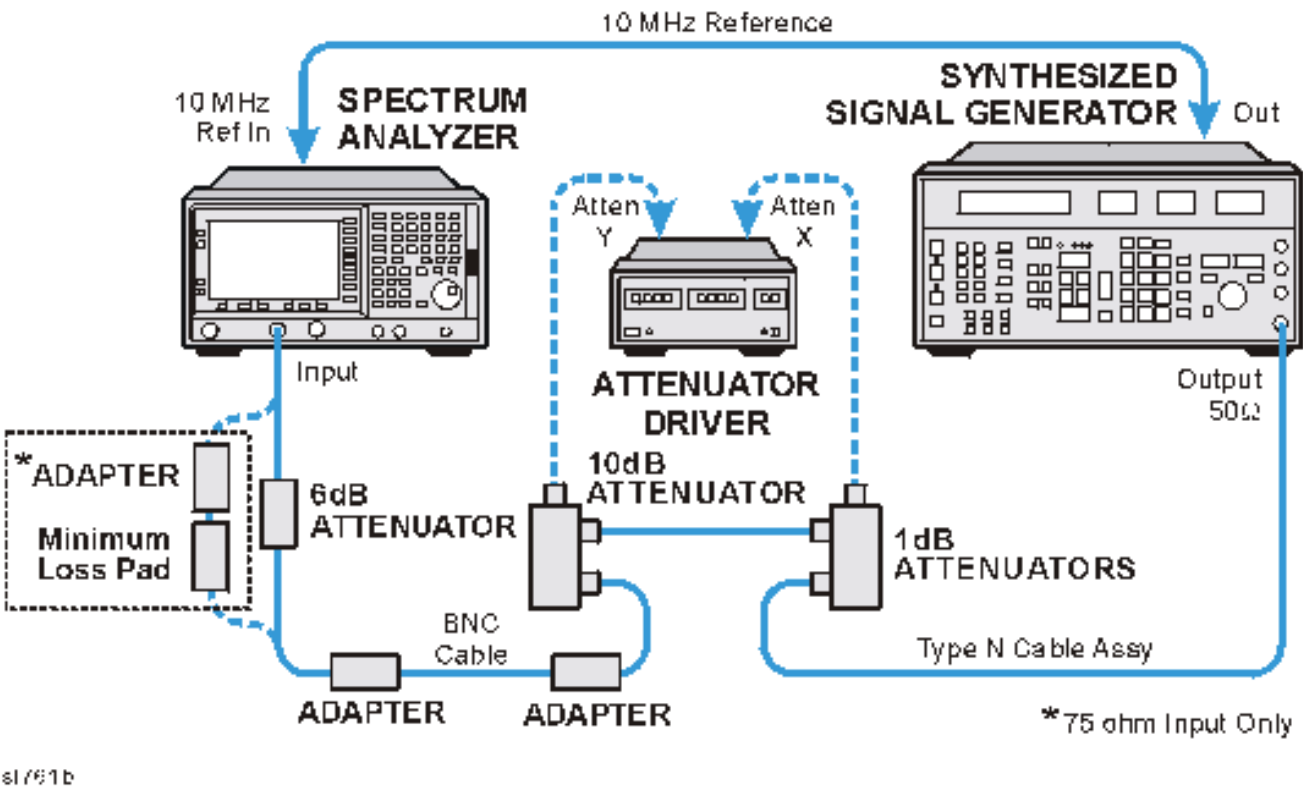 10 MHz Reference
10 MHz
Ref In
SPECTRUM
ANALYZER
SYNTHESIZED
SIGNAL GENERATOR
Out
Atten
Y
Atten
X
Input
ATTENUATOR
DRIVER
Output
50Ω
*ADAPTER
Minimum
Loss Pad
6dB
ATTENUATOR
10dB
ATTENUATOR
1dB
ATTENUATORS
BNC
Cable
Type N Cable Assy
ADAPTER
ADAPTER
*75 ohm Input Only
sl761b